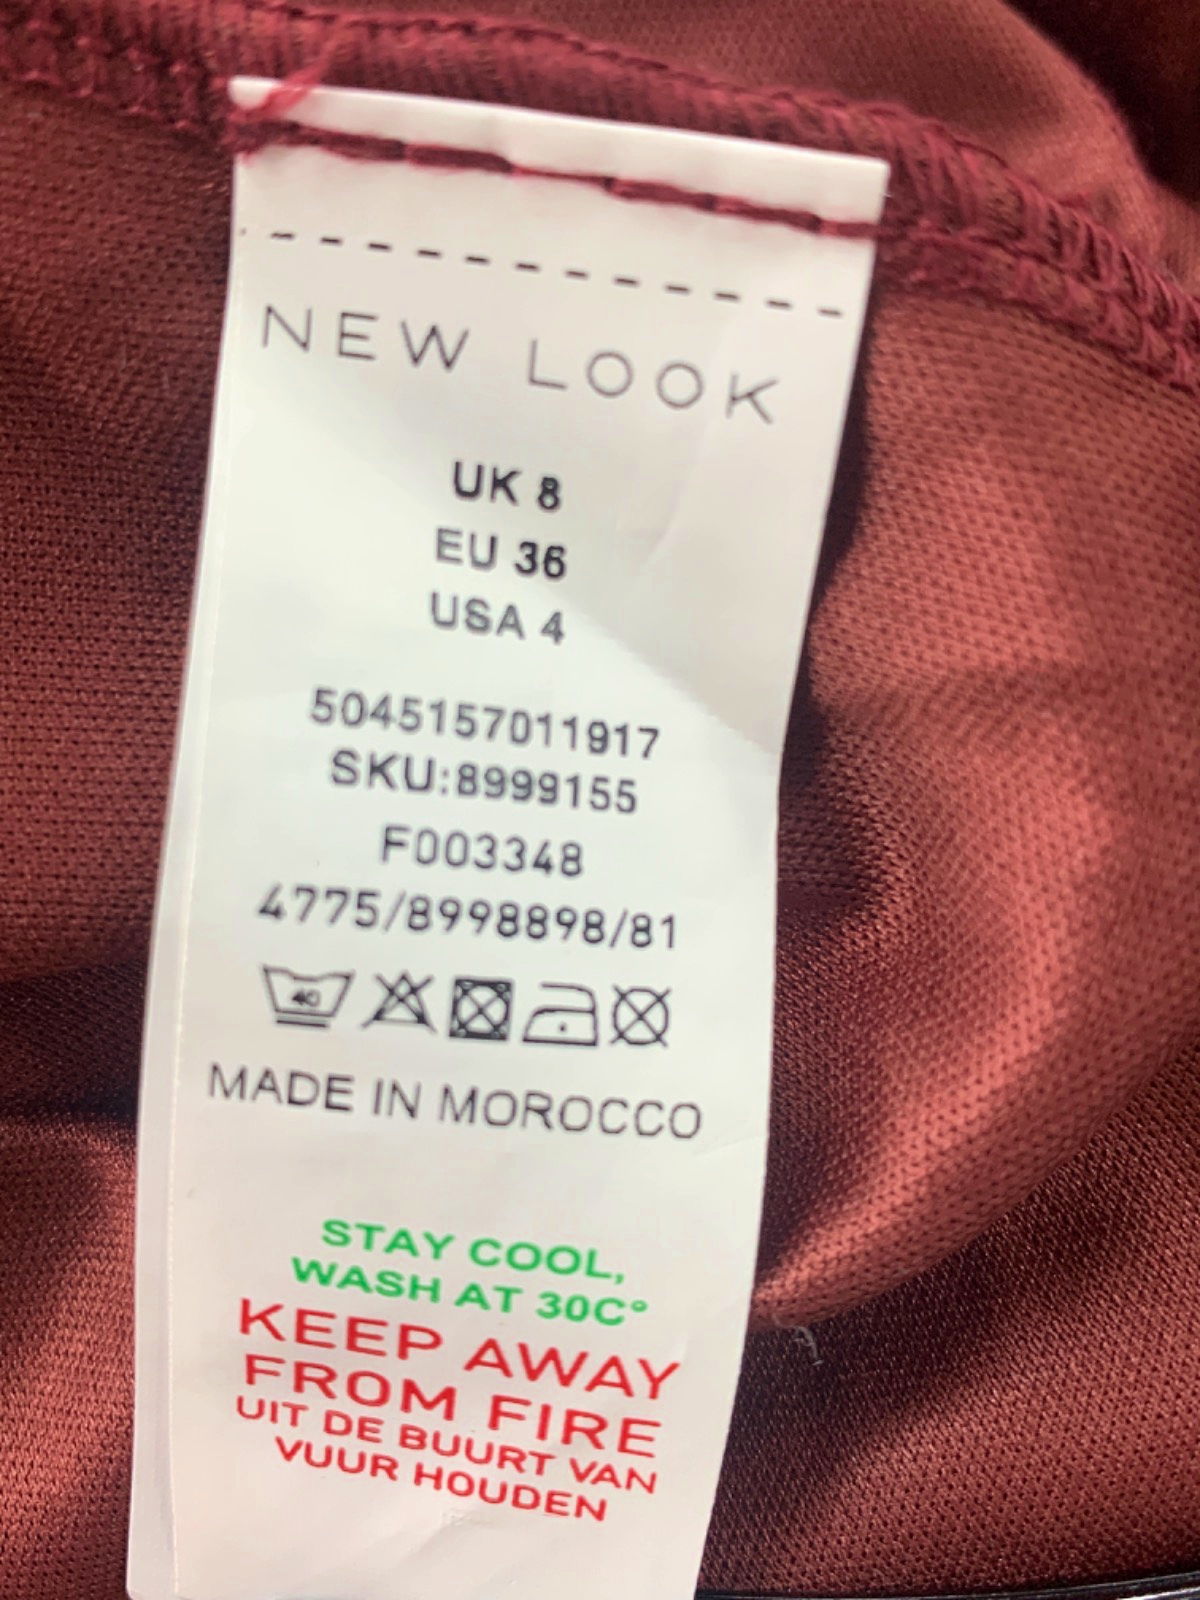 NEW LOOK
UK 8
EU 36
USA 4
5045157011917
SKU:8999155
F003348
4775/8998898/81
40
MADE IN MOROCCO
STAY COOL,
WASH AT 30C°
KEEP AWAY
FROM FIRE
UIT DE BUURT VAN
VUUR HOUDEN